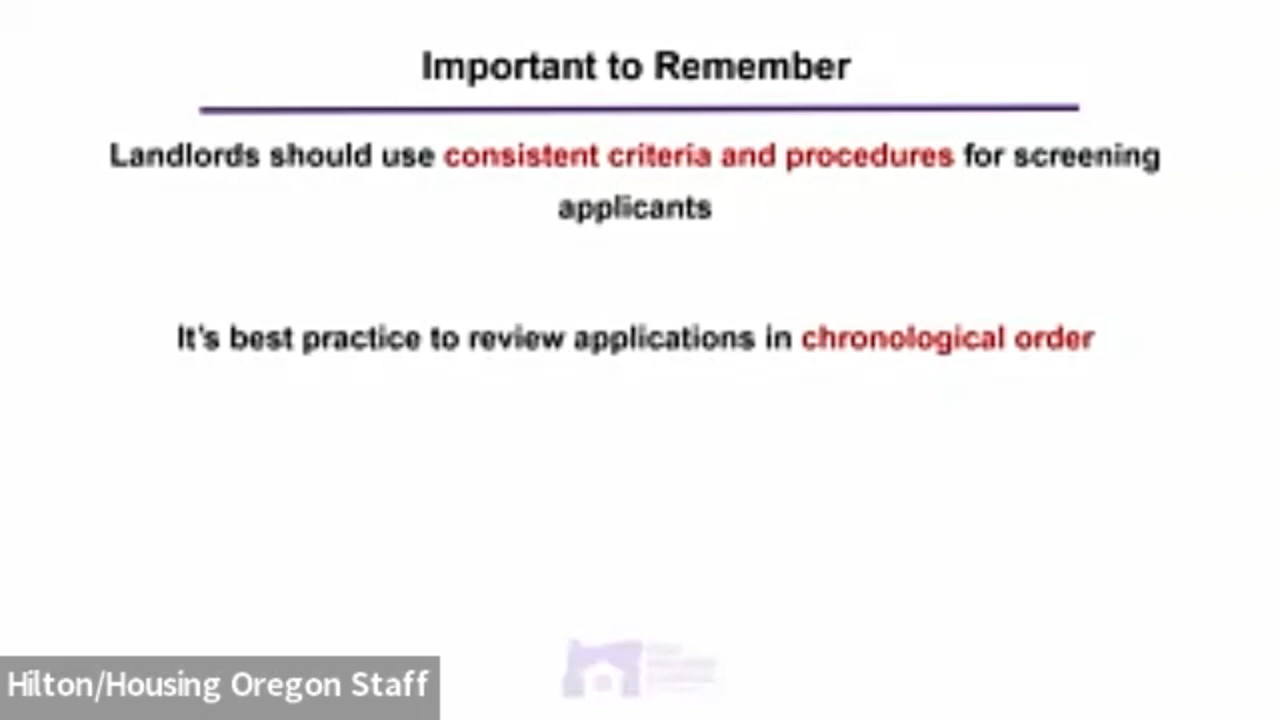 Important to Remember
Landlords should use consistent criteria and procedures for screening
applicants
It's best practice to review applications in chronological order
Hilton/Housing Oregon Staff